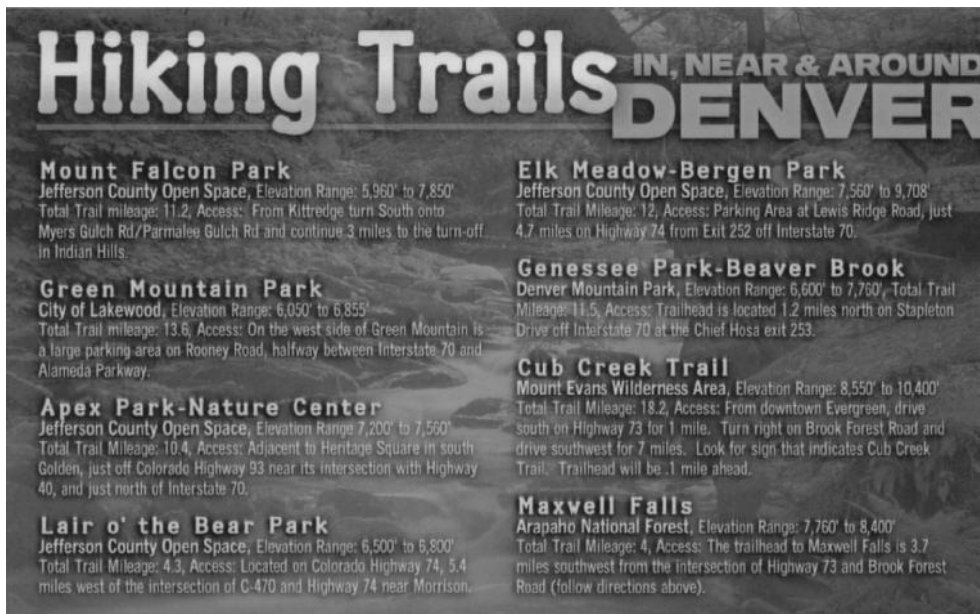 Hiking Trails IN, NEAR & AROUND
DENVER
Mount Falcon Park
Jefferson County Open Space, Elevation Range: 5,960' to 7,850'
Total Trail mileage: 11.2, Access: From Kittredge turn South onto
Myers Gulch Rd/Parmalee Gulch Rd and continue 3 miles to the turn-off
in Indian Hills.
Green Mountain Park
City of Lakewood, Elevation Range: 6,050' to 6,855'
Total Trail mileage: 13.6, Access: On the west side of Green Mountain is
a large parking area on Rooney Road, halfway between Interstate 70 and
Alameda Parkway.
Apex Park-Nature Center
Jefferson County Open Space, Elevation 7,200' to 7,560'
Total Trail Mileage: 10.4, Access: Adjacent to Heritage Square in south
Golden, just off Colorado Highway 93 near its intersection with Highway
40, and just north of Interstate 70.
Lair o' the Bear Park
Jefferson County Open Space, Elevation Range: 6,500' to 6,800'
Total Trail Mileage: 4.3, Access: Located on Colorado Highway 74, 5.4
miles west of the intersection of C-470 and Highway 74 near Morrison.
Elk Meadow-Bergen Park
Jefferson County Open Space, Elevation Range: 7,560' to 9,708'
Total Trail Mileage: 12, Access: Parking Area at Lewis Ridge Road, just
4.7 miles on Highway 74 from Exit 252 off Interstate 70.
Genessee Park-Beaver Brook
Denver Mountain Park, Elevation Range: 6,600' to 7,760', Total Trail
Mileage: 11.5, Access: Trailhead is located 1.2 miles north on Stapleton
Drive off Interstate 70 at the Chief Hosa exit 253.
Cub Creek Trail
Mount Evans Wilderness Area, Elevation Range: 8,550' to 10,400'
Total Trail Mileage: 18.2, Access: From downtown Evergreen, drive
south on Highway 73 for 1 mile. Turn right on Brook Forest Road and
drive southwest for 7 miles. Look for sign that indicates Cub Creek
Trail. Trailhead will be .1 mile ahead.
Maxwell Falls
Arapaho National Forest, Elevation Range: 7,760' to 8,400'
Total Trail Mileage: 4, Access: The trailhead to Maxwell Falls is 3.7
miles southwest from the intersection of Highway 73 and Brook Forest
Road (follow directions above).